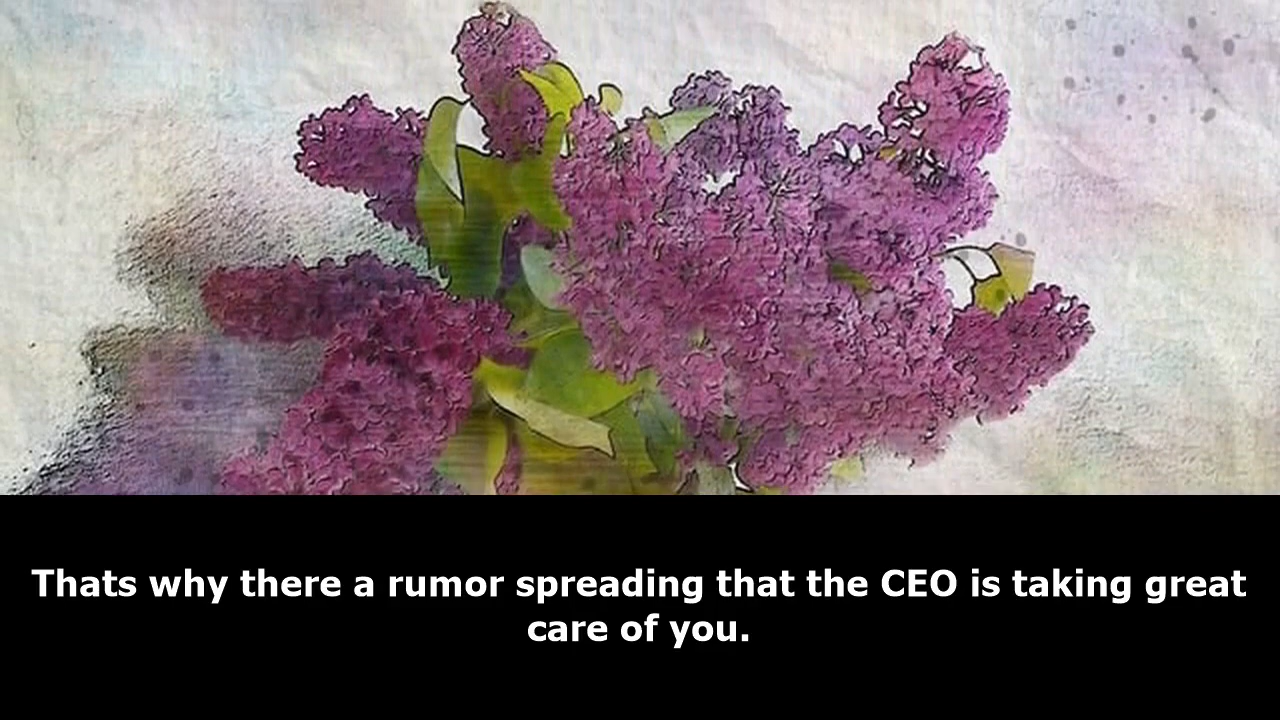 Thats why there a rumor spreading that the CEO is taking great
care of you.